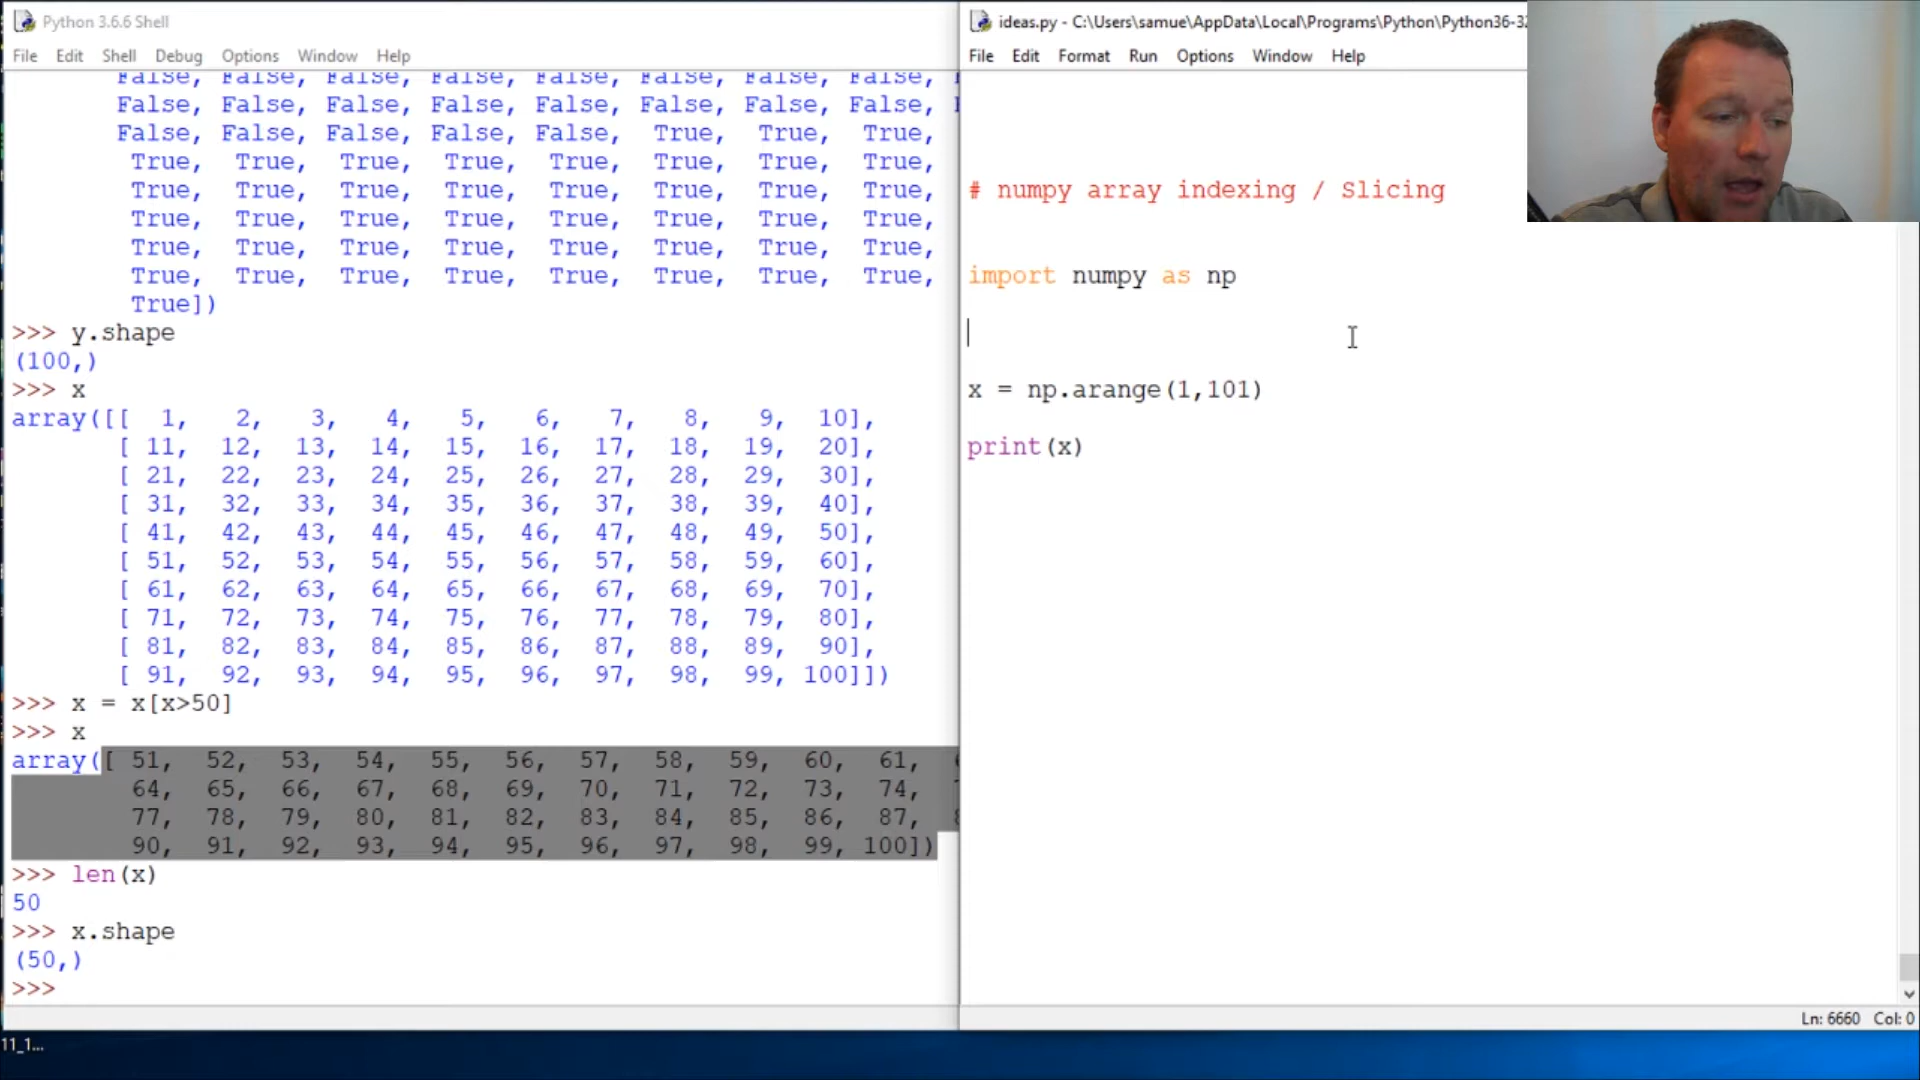 Python 3.6.6 Shell
File Edit Shell Debug Options Window Help
False, False, False, False, False, False, False, False,
False, False, False, False, False, False, False, False,
False, False, False, False, False, True, True, True,
True, True, True, True, True, True, True, True,
True, True, True, True, True, True, True, True,
True, True, True, True, True, True, True, True,
True, True, True, True, True, True, True, True,
True, True, True, True, True, True, True, True,
True])
>>> y.shape
(100,)
>>> x
array([[ 1, 2, 3, 4, 5, 6, 7, 8, 9, 10],
[ 11, 12, 13, 14, 15, 16, 17, 18, 19, 20],
[ 21, 22, 23, 24, 25, 26, 27, 28, 29, 30],
[ 31, 32, 33, 34, 35, 36, 37, 38, 39, 40],
[ 41, 42, 43, 44, 45, 46, 47, 48, 49, 50],
[ 51, 52, 53, 54, 55, 56, 57, 58, 59, 60],
[ 61, 62, 63, 64, 65, 66, 67, 68, 69, 70],
[ 71, 72, 73, 74, 75, 76, 77, 78, 79, 80],
[ 81, 82, 83, 84, 85, 86, 87, 88, 89, 90],
[ 91, 92, 93, 94, 95, 96, 97, 98, 99, 100]])
>>> x = x[x>50]
>>> x
array([ 51, 52, 53, 54, 55, 56, 57, 58, 59, 60, 61,
64, 65, 66, 67, 68, 69, 70, 71, 72, 73, 74,
77, 78, 79, 80, 81, 82, 83, 84, 85, 86, 87,
90, 91, 92, 93, 94, 95, 96, 97, 98, 99, 100])
>>> len(x)
50
>>> x.shape
(50,)
>>>
11_1...
ideas.py - C:\Users\samue\AppData\Local\Programs\Python\Python36-32
File Edit Format Run Options Window Help
# numpy array indexing / Slicing
import numpy as np
x = np.arange(1,101)
print(x)
Ln: 6660 Col: 0